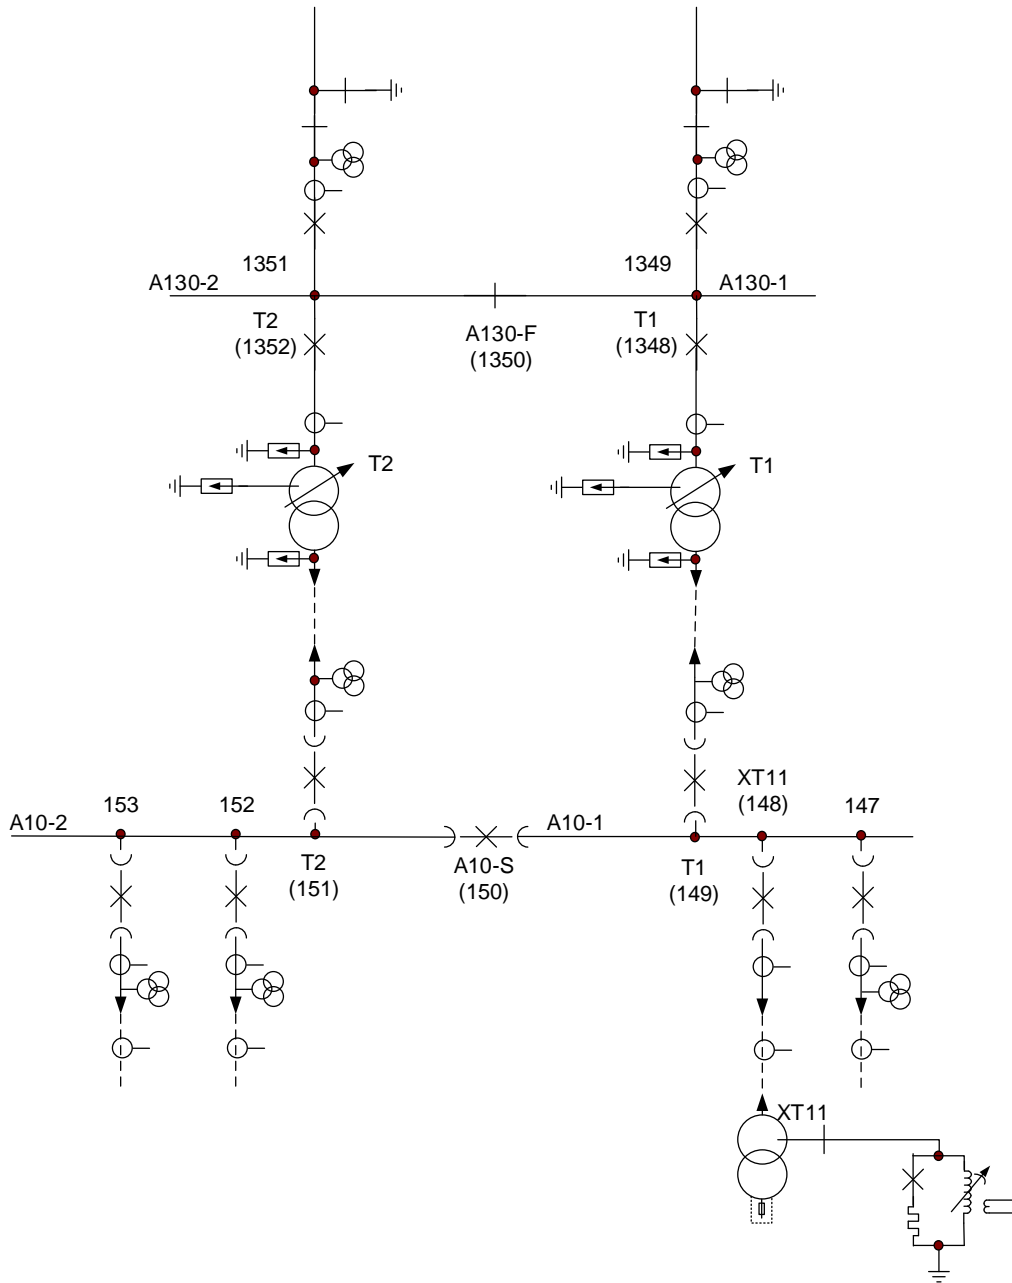 1351
1349
A130-2
A130-1
T2
(1352)
A130-F
(1350)
T1
(1348)
T2
T1
XT11
(148)
153
152
147
A10-2
A10-1
T2
(151)
A10-S
(150)
T1
(149)
XT11